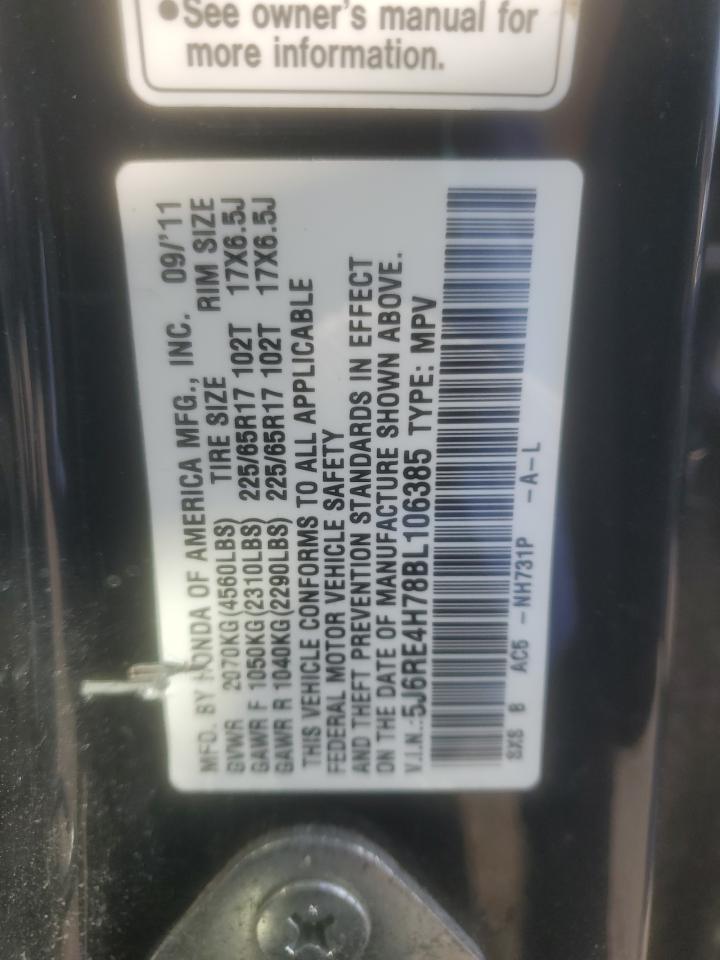 •See owner's manual for
more information.
MFD. BY HONDA OF AMERICA MFG., INC. 09/'11
GVWR 2070KG(4560LBS) TIRE SIZE RIM SIZE
GAWR F 1050KG(2310LBS) 225/65R17 102T 17X6.5J
GAWR R 1040KG(2290LBS) 225/65R17 102T 17X6.5J
THIS VEHICLE CONFORMS TO ALL APPLICABLE
FEDERAL MOTOR VEHICLE SAFETY
AND THEFT PREVENTION STANDARDS IN EFFECT
ON THE DATE OF MANUFACTURE SHOWN ABOVE.
V.I.N.:5J6RE4H78BL106385 TYPE: MPV
SXS B AC5 -NH731P -A-L